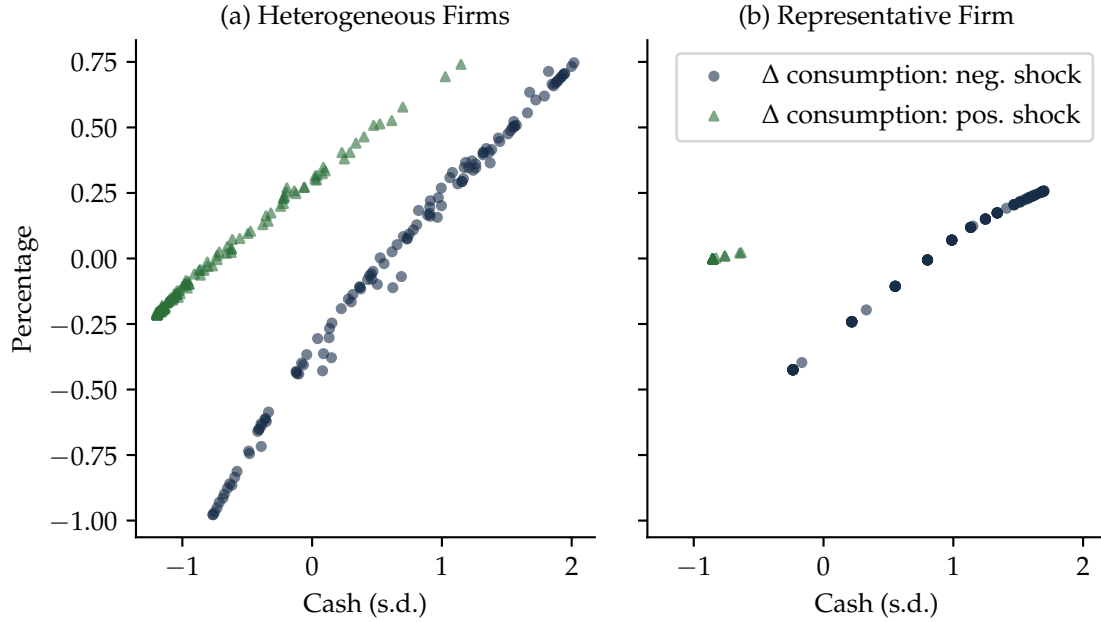 (a) Heterogeneous Firms
(b) Representative Firm
Δ consumption: neg. shock
Δ consumption: pos. shock
Percentage
0.75
0.50
0.25
0.00
−0.25
−0.50
−0.75
−1.00
−1
0
1
2
−1
0
1
2
Cash (s.d.)
Cash (s.d.)